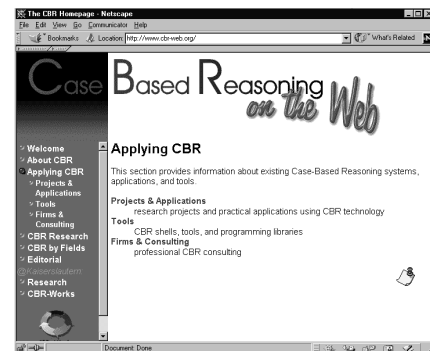 The CBR Homepage - Netscape
File Edit View Go Communicator Help
Bookmarks Location: http://www.cbr-web.org/ What's Related
Case Based Reasoning
on the Web
Welcome
About CBR
Applying CBR
Projects &
Applications
Tools
Firms &
Consulting
CBR Research
CBR by Fields
Editorial
@Kaiserslautern
Research
CBR-Works
Applying CBR
This section provides information about existing Case-Based Reasoning systems,
applications, and tools.
Projects & Applications
research projects and practical applications using CBR technology
Tools
CBR shells, tools, and programming libraries
Firms & Consulting
professional CBR consulting
Document: Done